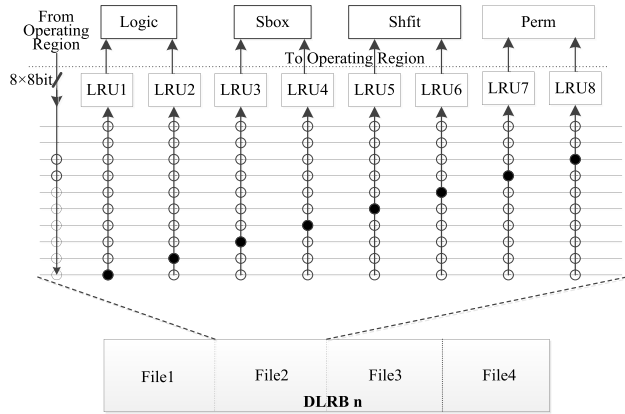 From
Operating
Region
Logic
Sbox
Shfit
Perm
To Operating Region
8×8bit
LRU1
LRU2
LRU3
LRU4
LRU5
LRU6
LRU7
LRU8
File1
File2
File3
File4
DLRB n